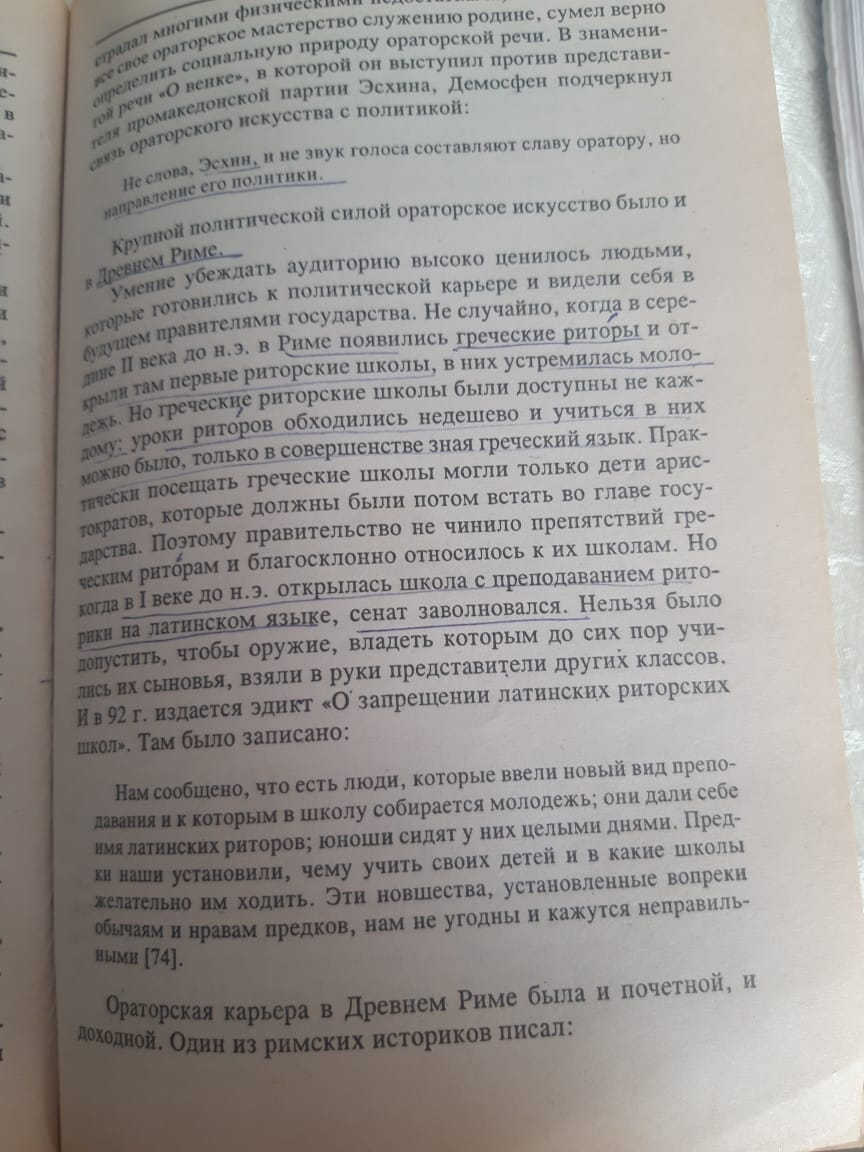 страдал многими физическими
все свое ораторское мастерство служению родине, сумел верно
определить социальную природу ораторской речи. В знамени-
той речи «О венке», в которой он выступил против представи-
теля промакедонской партии Эсхина, Демосфен подчеркнул
связь ораторского искусства с политикой:
Не слова, Эсхин, и не звук голоса составляют славу оратору, но
направление его политики.
Крупной политической силой ораторское искусство было и
в Древнем Риме.
Умение убеждать аудиторию высоко ценилось людьми,
которые готовились к политической карьере и видели себя в
будущем правителями государства. Не случайно, когда в сере-
дине II века до н.э. в Риме появились греческие риторы и от-
крыли там первые риторские школы, в них устремилась моло-
дежь. Но греческие риторские школы были доступны не каж-
дому: уроки риторов обходились недешево и учиться в них
можно было, только в совершенстве зная греческий язык. Прак-
тически посещать греческие школы могли только дети арис-
тократов, которые должны были потом встать во главе госу-
дарства. Поэтому правительство не чинило препятствий гре-
ческим риторам и благосклонно относилось к их школам. Но
когда в I веке до н.э. открылась школа с преподаванием рито-
рики на латинском языке, сенат заволновался. Нельзя было
допустить, чтобы оружие, владеть которым до сих пор учи-
лись их сыновья, взяли в руки представители других классов.
И в 92 г. издается эдикт «О запрещении латинских риторских
школ». Там было записано:
Нам сообщено, что есть люди, которые ввели новый вид препо-
давания и к которым в школу собирается молодежь; они дали себе
имя латинских риторов; юноши сидят у них целыми днями. Пред-
ки наши установили, чему учить своих детей и в какие школы
желательно им ходить. Эти новшества, установленные вопреки
обычаям и нравам предков, нам не угодны и кажутся неправиль-
ными [74].
Ораторская карьера в Древнем Риме была и почетной, и
доходной. Один из римских историков писал: